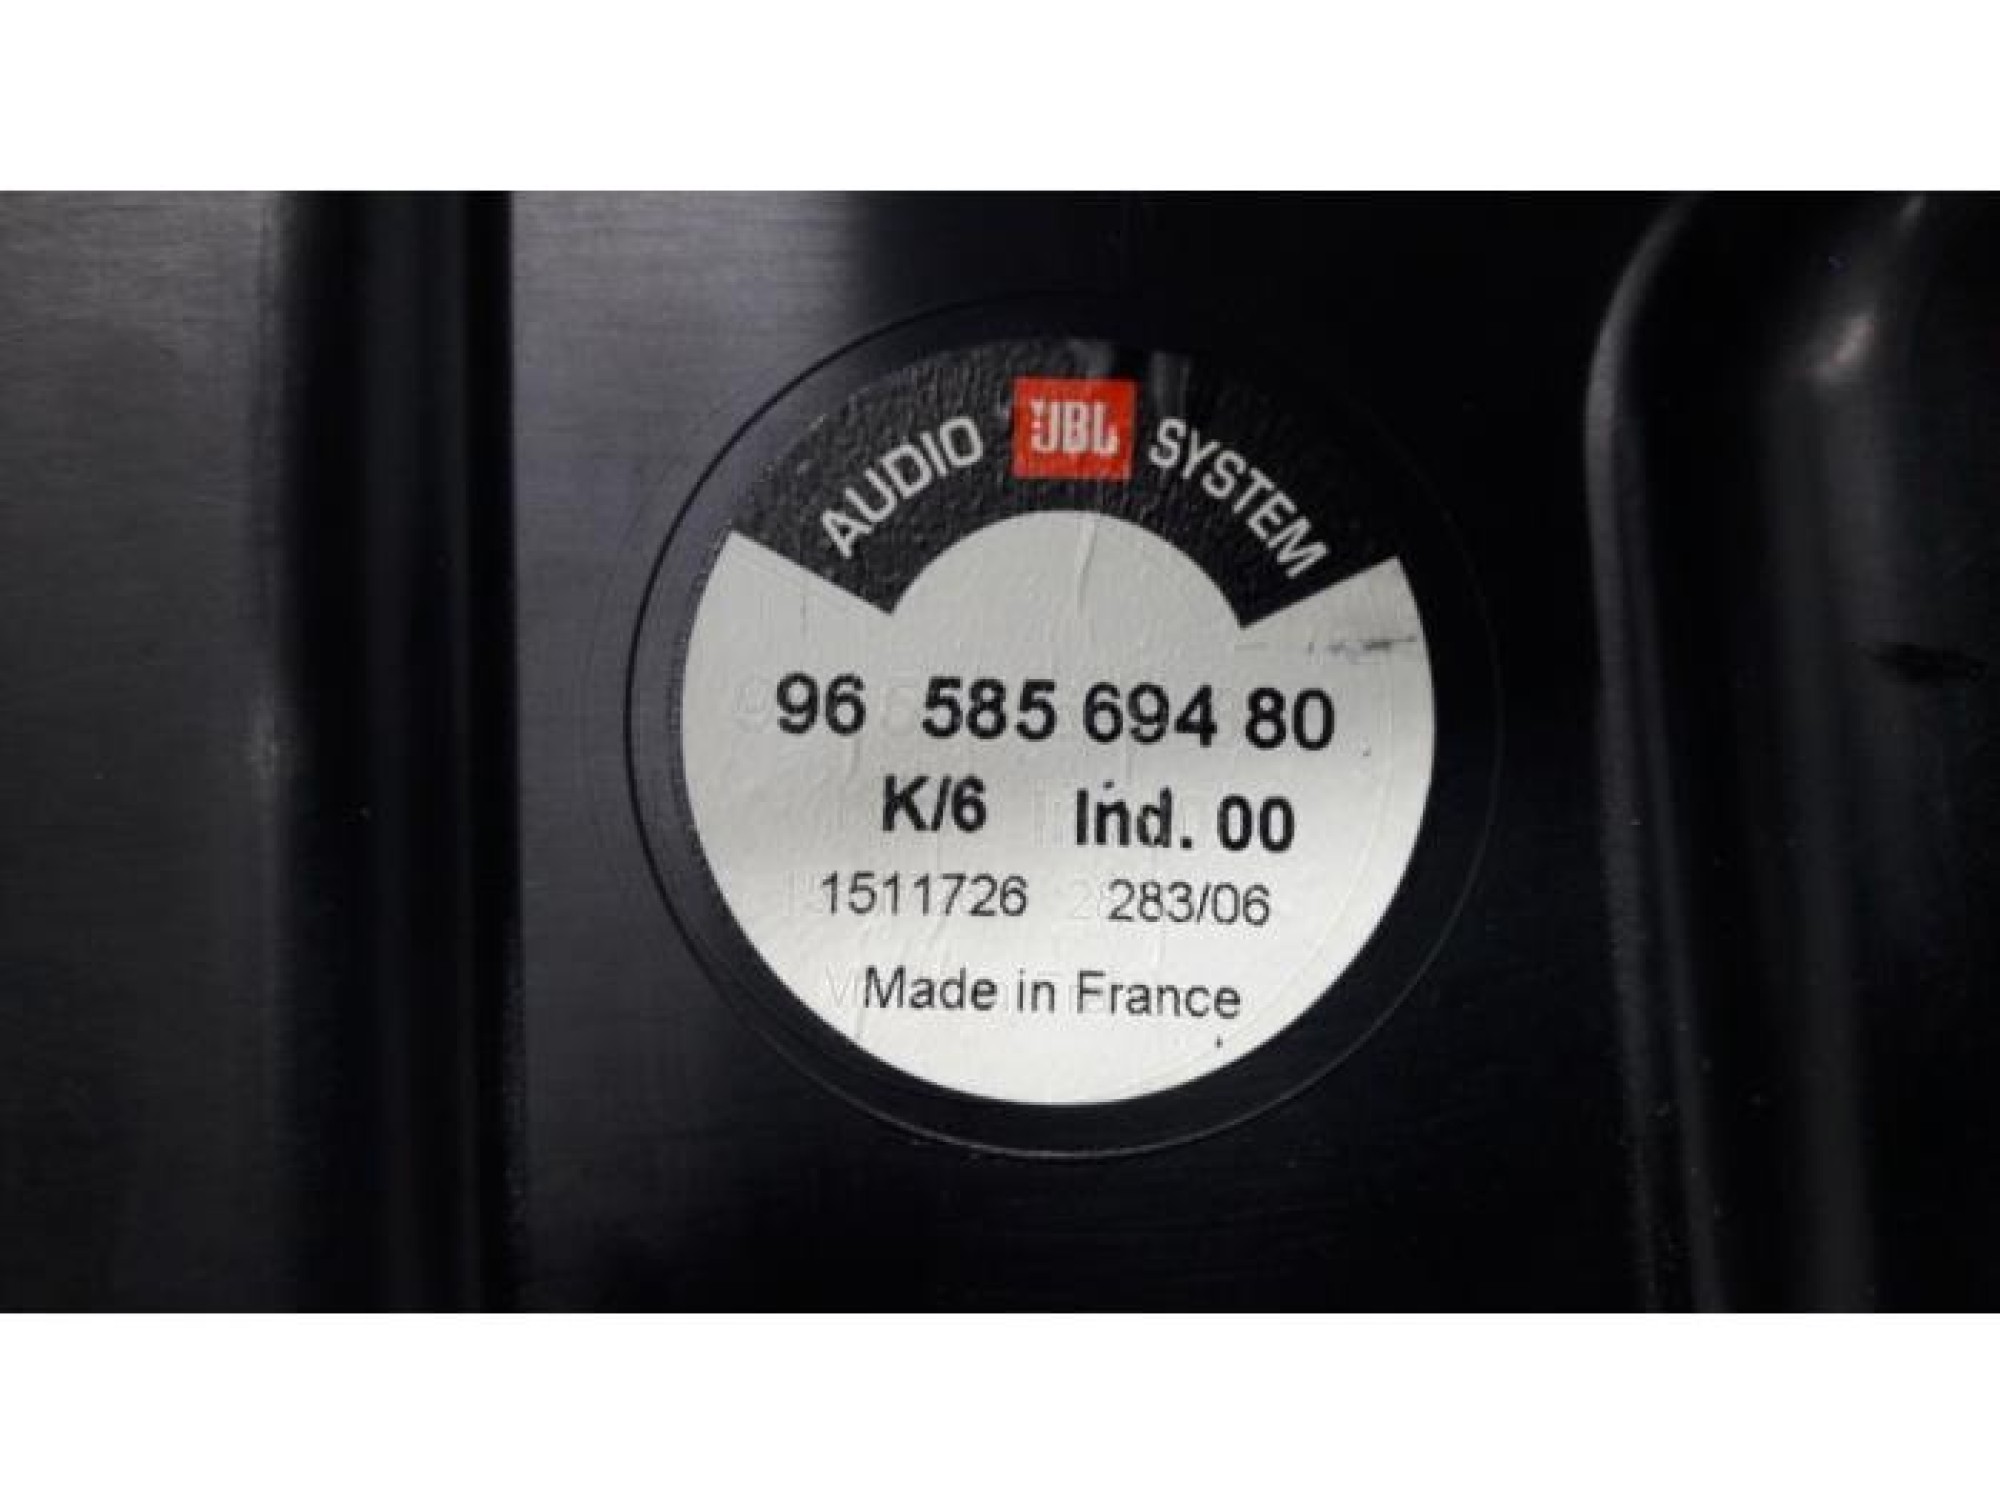 AUDIO JBL SYSTEM
96 585 694 80
K/6 Ind. 00
1511726 283/06
Made in France